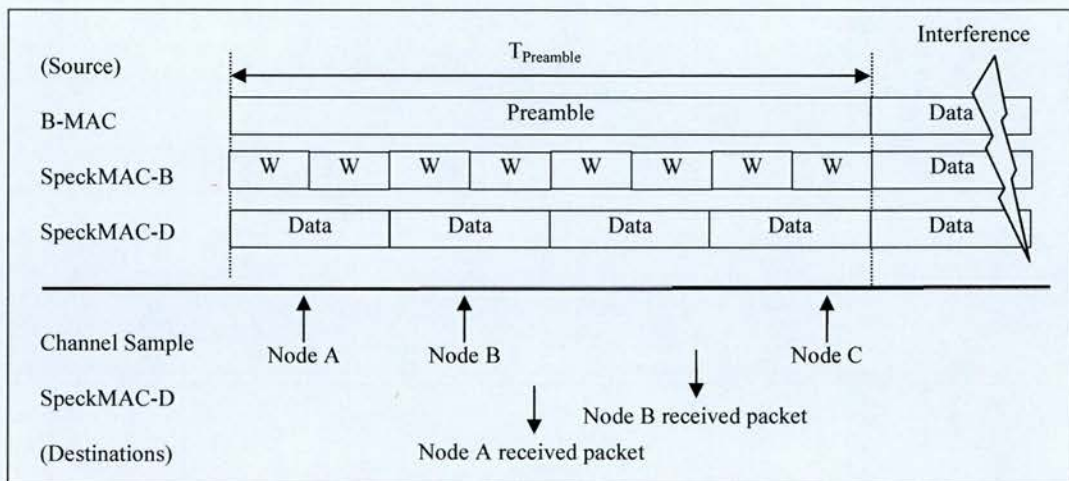 Interference
(Source)
T_Preamble
B-MAC
Preamble
Data
SpeckMAC-B
W W W W W W W W
Data
SpeckMAC-D
Data Data Data Data Data
Channel Sample
Node A
Node B
Node C
SpeckMAC-D
Node B received packet
(Destinations)
Node A received packet